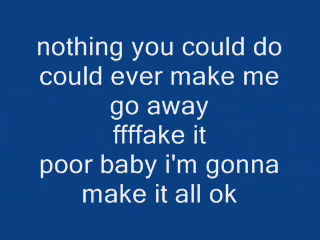 nothing you could do
could ever make me
go away
ffffake it
poor baby i'm gonna
make it all ok